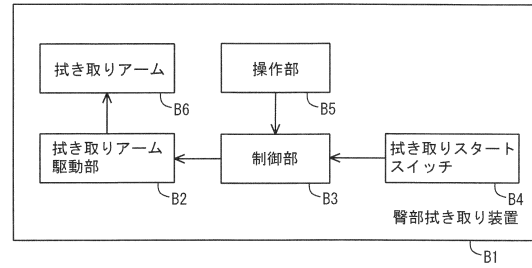 拭き取りアーム
B6
操作部
B5
拭き取りアーム
駆動部
B2
制御部
B3
拭き取りスタート
スイッチ
B4
臀部拭き取り装置
B1